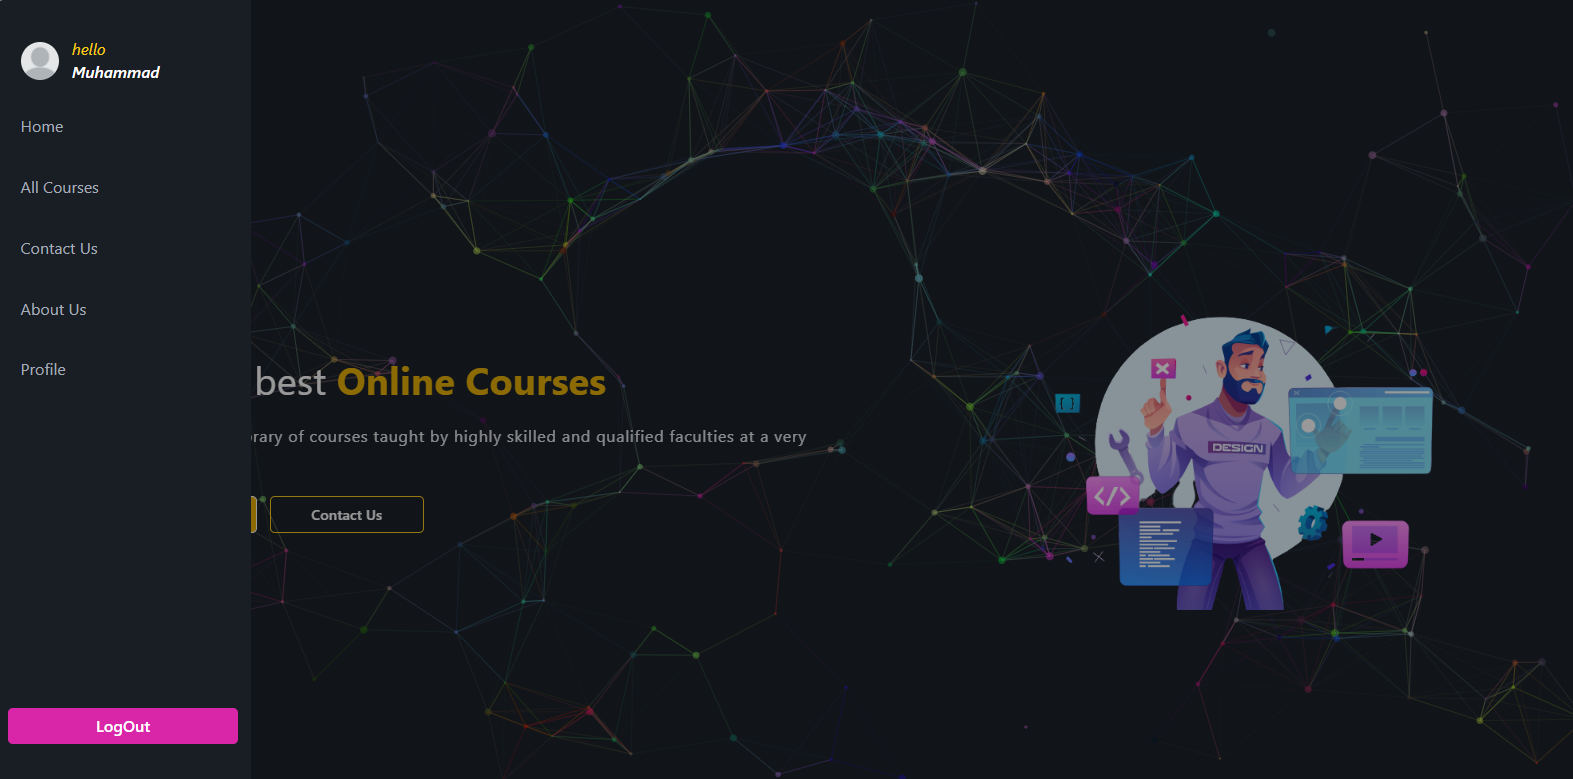 hello
Muhammad
Home
All Courses
Contact Us
About Us
Profile
LogOut
best Online Courses
rary of courses taught by highly skilled and qualified faculties at a very
Contact Us
DESIGN
{ }
</>